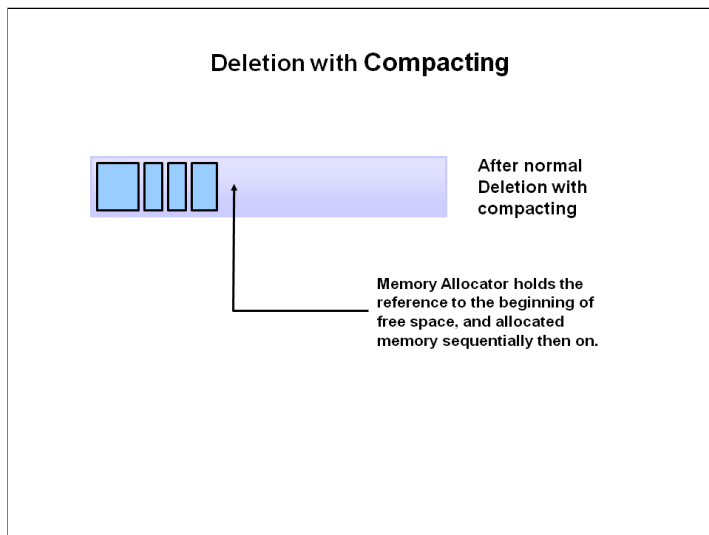 Deletion with Compacting
After normal
Deletion with
compacting
Memory Allocator holds the
reference to the beginning of
free space, and allocated
memory sequentially then on.